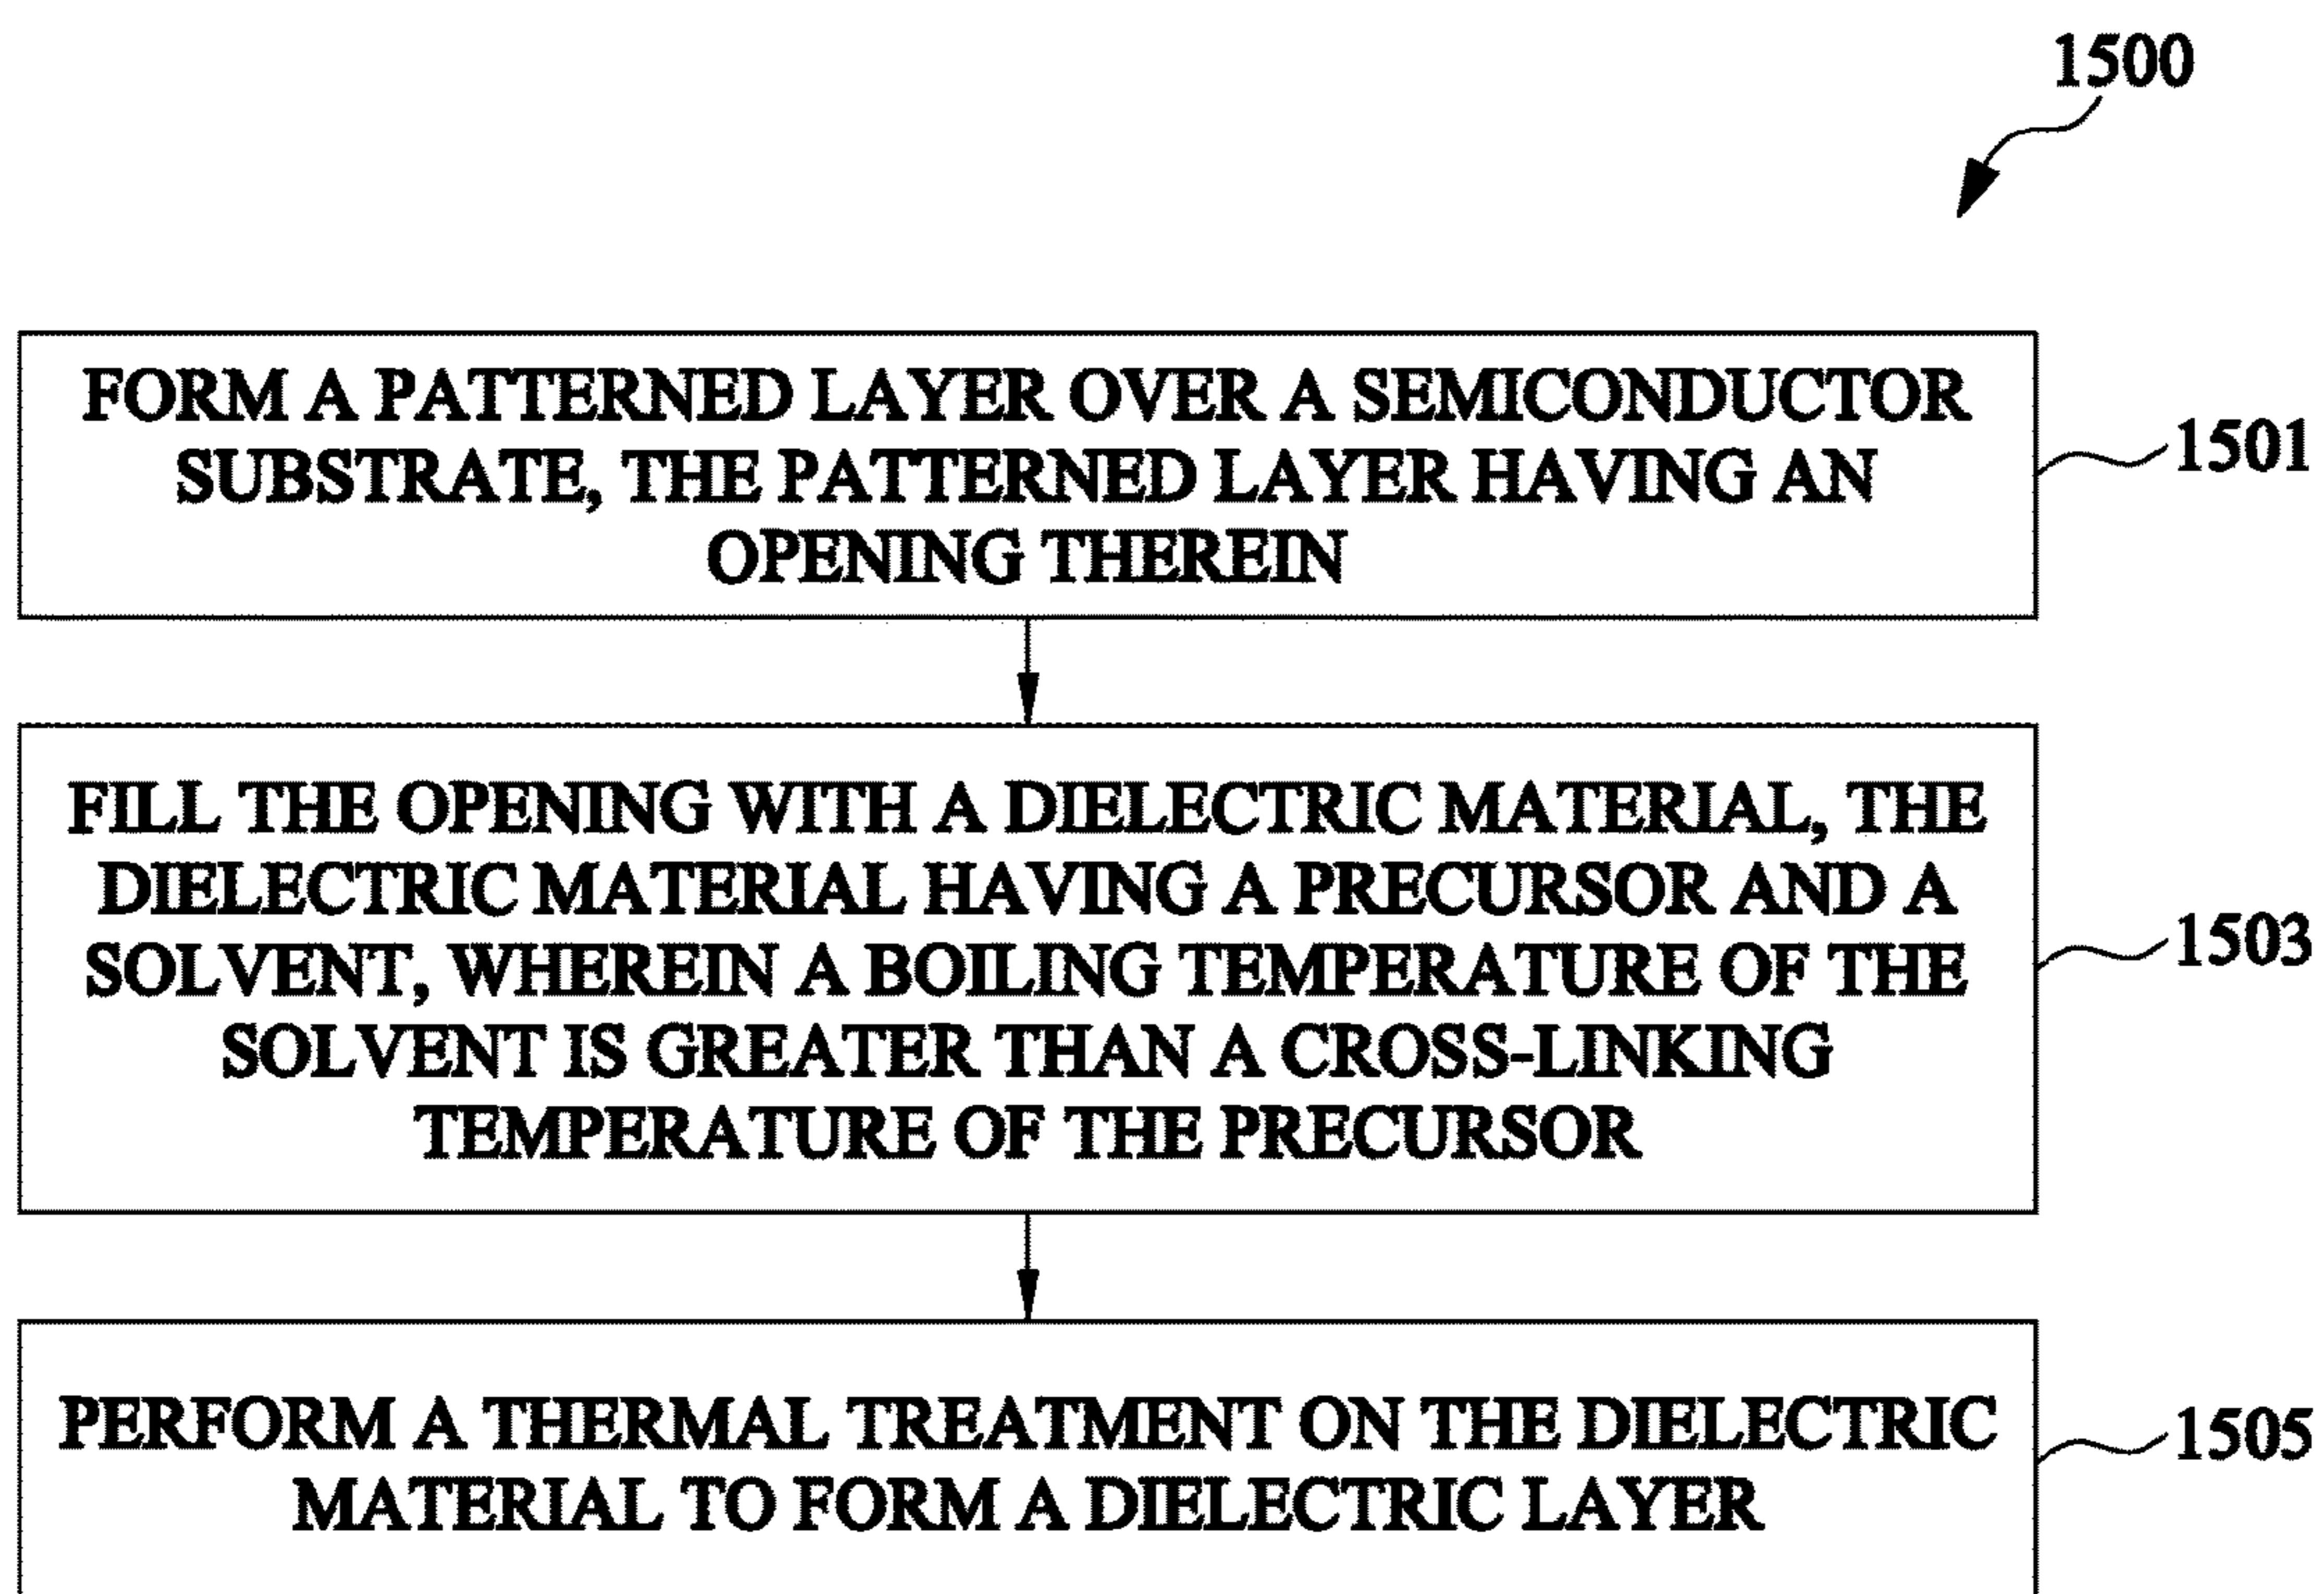 1500
FORM A PATTERNED LAYER OVER A SEMICONDUCTOR
SUBSTRATE, THE PATTERNED LAYER HAVING AN
OPENING THEREIN
1501
FILL THE OPENING WITH A DIELECTRIC MATERIAL, THE
DIELECTRIC MATERIAL HAVING A PRECURSOR AND A
SOLVENT, WHEREIN A BOILING TEMPERATURE OF THE
SOLVENT IS GREATER THAN A CROSS-LINKING
TEMPERATURE OF THE PRECURSOR
1503
PERFORM A THERMAL TREATMENT ON THE DIELECTRIC
MATERIAL TO FORM A DIELECTRIC LAYER
1505